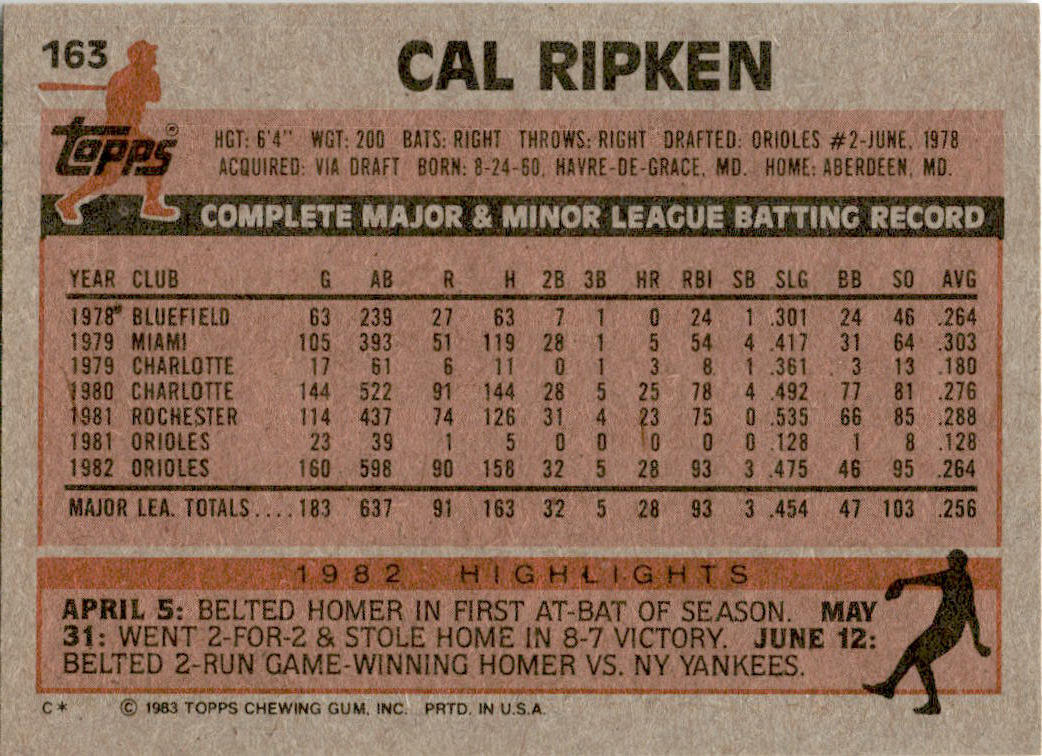 163
CAL RIPKEN
Topps®
HGT: 6'4" WGT: 200 BATS: RIGHT THROWS: RIGHT DRAFTED: ORIOLES #2-JUNE, 1978
ACQUIRED: VIA DRAFT BORN: 8-24-60, HAVRE-DE-GRACE, MD. HOME: ABERDEEN, MD.
COMPLETE MAJOR & MINOR LEAGUE BATTING RECORD
YEAR CLUB G AB R H 2B 3B HR RBI SB SLG BB SO AVG
1978* BLUEFIELD 63 239 27 63 7 1 0 24 1 .301 24 46 .264
1979 MIAMI 105 393 51 119 28 1 5 54 4 .417 31 64 .303
1979 CHARLOTTE 17 61 6 11 0 1 3 8 1 .361 3 13 .180
1980 CHARLOTTE 144 522 91 144 28 5 25 78 4 .492 77 81 .276
1981 ROCHESTER 114 437 74 126 31 4 23 75 0 .535 66 85 .288
1981 ORIOLES 23 39 1 5 0 0 0 0 0 .128 1 8 .128
1982 ORIOLES 160 598 90 158 32 5 28 93 3 .475 46 95 .264
MAJOR LEA. TOTALS....183 637 91 163 32 5 28 93 3 .454 47 103 .256
1982 HIGHLIGHTS
APRIL 5: BELTED HOMER IN FIRST AT-BAT OF SEASON. MAY
31: WENT 2-FOR-2 & STOLE HOME IN 8-7 VICTORY. JUNE 12:
BELTED 2-RUN GAME-WINNING HOMER VS. NY YANKEES.
C* © 1983 TOPPS CHEWING GUM, INC. PRTD. IN U.S.A.